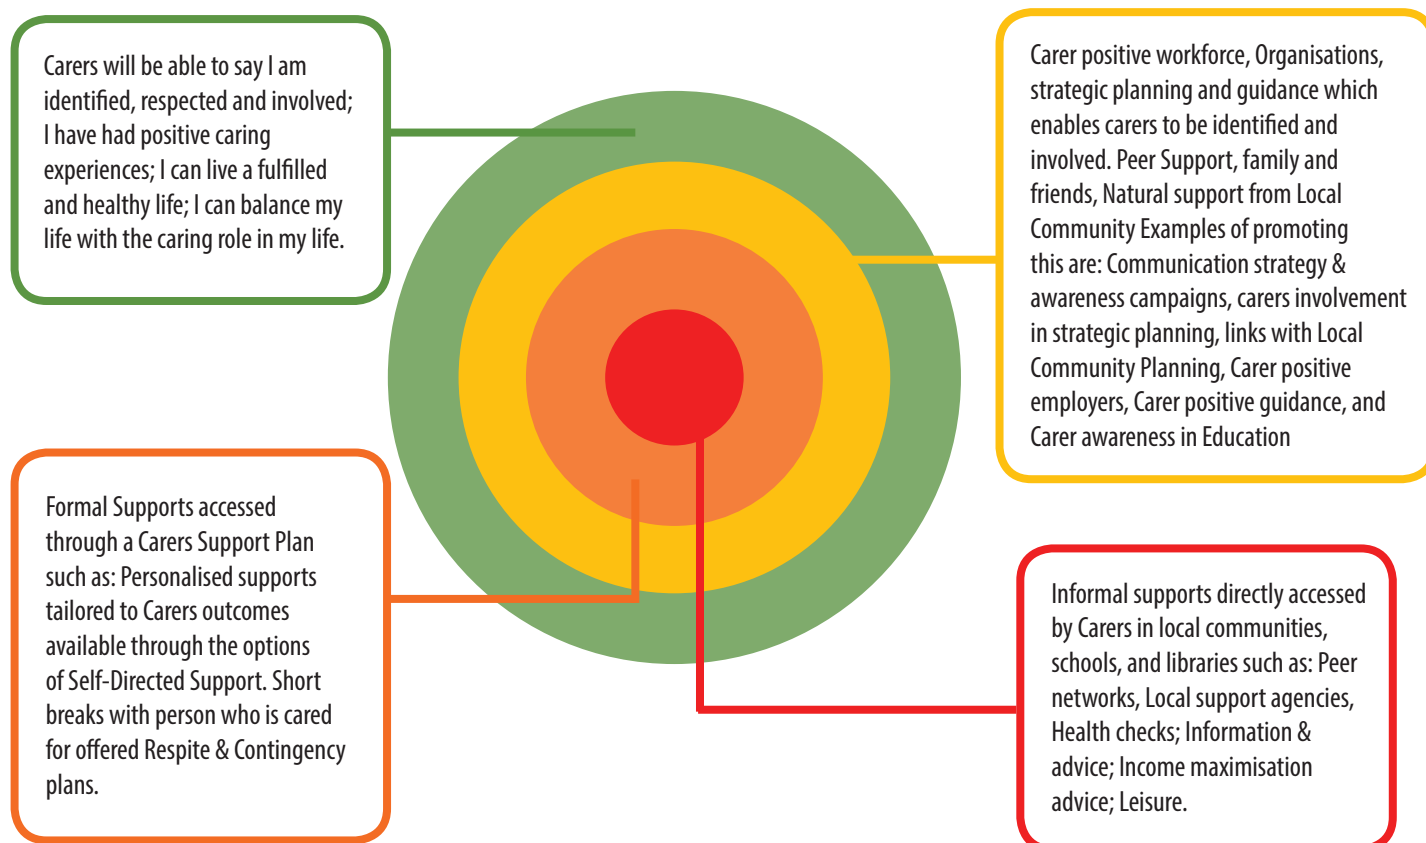 Carers will be able to say I am
identified, respected and involved;
I have had positive caring
experiences; I can live a fulfilled
and healthy life; I can balance my
life with the caring role in my life.
Carer positive workforce, Organisations,
strategic planning and guidance which
enables carers to be identified and
involved. Peer Support, family and
friends, Natural support from Local
Community Examples of promoting
this are: Communication strategy &
awareness campaigns, carers involvement
in strategic planning, links with Local
Community Planning, Carer positive
employers, Carer positive guidance, and
Carer awareness in Education
Formal Supports accessed
through a Carers Support Plan
such as: Personalised supports
tailored to Carers outcomes
available through the options
of Self-Directed Support. Short
breaks with person who is cared
for offered Respite & Contingency
plans.
Informal supports directly accessed
by Carers in local communities,
schools, and libraries such as: Peer
networks, Local support agencies,
Health checks; Information &
advice; Income maximisation
advice; Leisure.